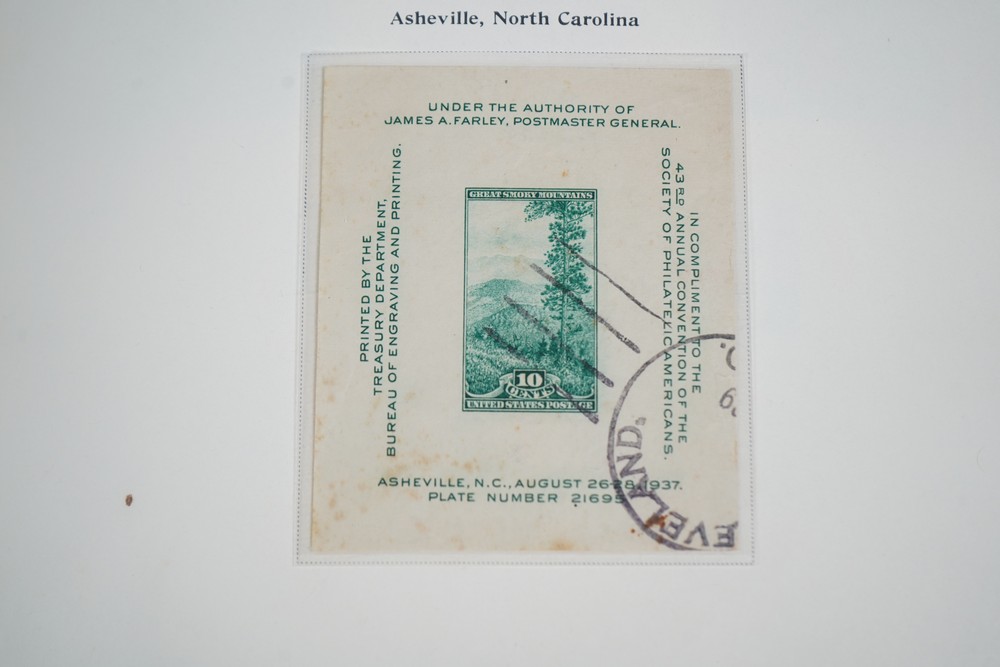 Asheville, North Carolina
UNDER THE AUTHORITY OF
JAMES A. FARLEY, POSTMASTER GENERAL.
PRINTED BY THE
TREASURY DEPARTMENT,
BUREAU OF ENGRAVING AND PRINTING.
GREAT SMOKY MOUNTAINS
10
CENTS
UNITED STATES POSTAGE
IN COMPLIMENT TO THE
43RD ANNUAL CONVENTION OF THE
SOCIETY OF PHILATELIC AMERICANS.
ASHEVILLE, N.C., AUGUST 26-28, 1937.
PLATE NUMBER 21695
EVELAND.